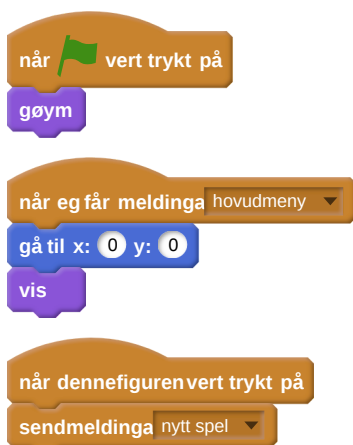 når vert trykt på
gøym
når eg får meldinga hovudmeny
gå til x: 0 y: 0
vis
når denne figuren vert trykt på
send meldinga nytt spel